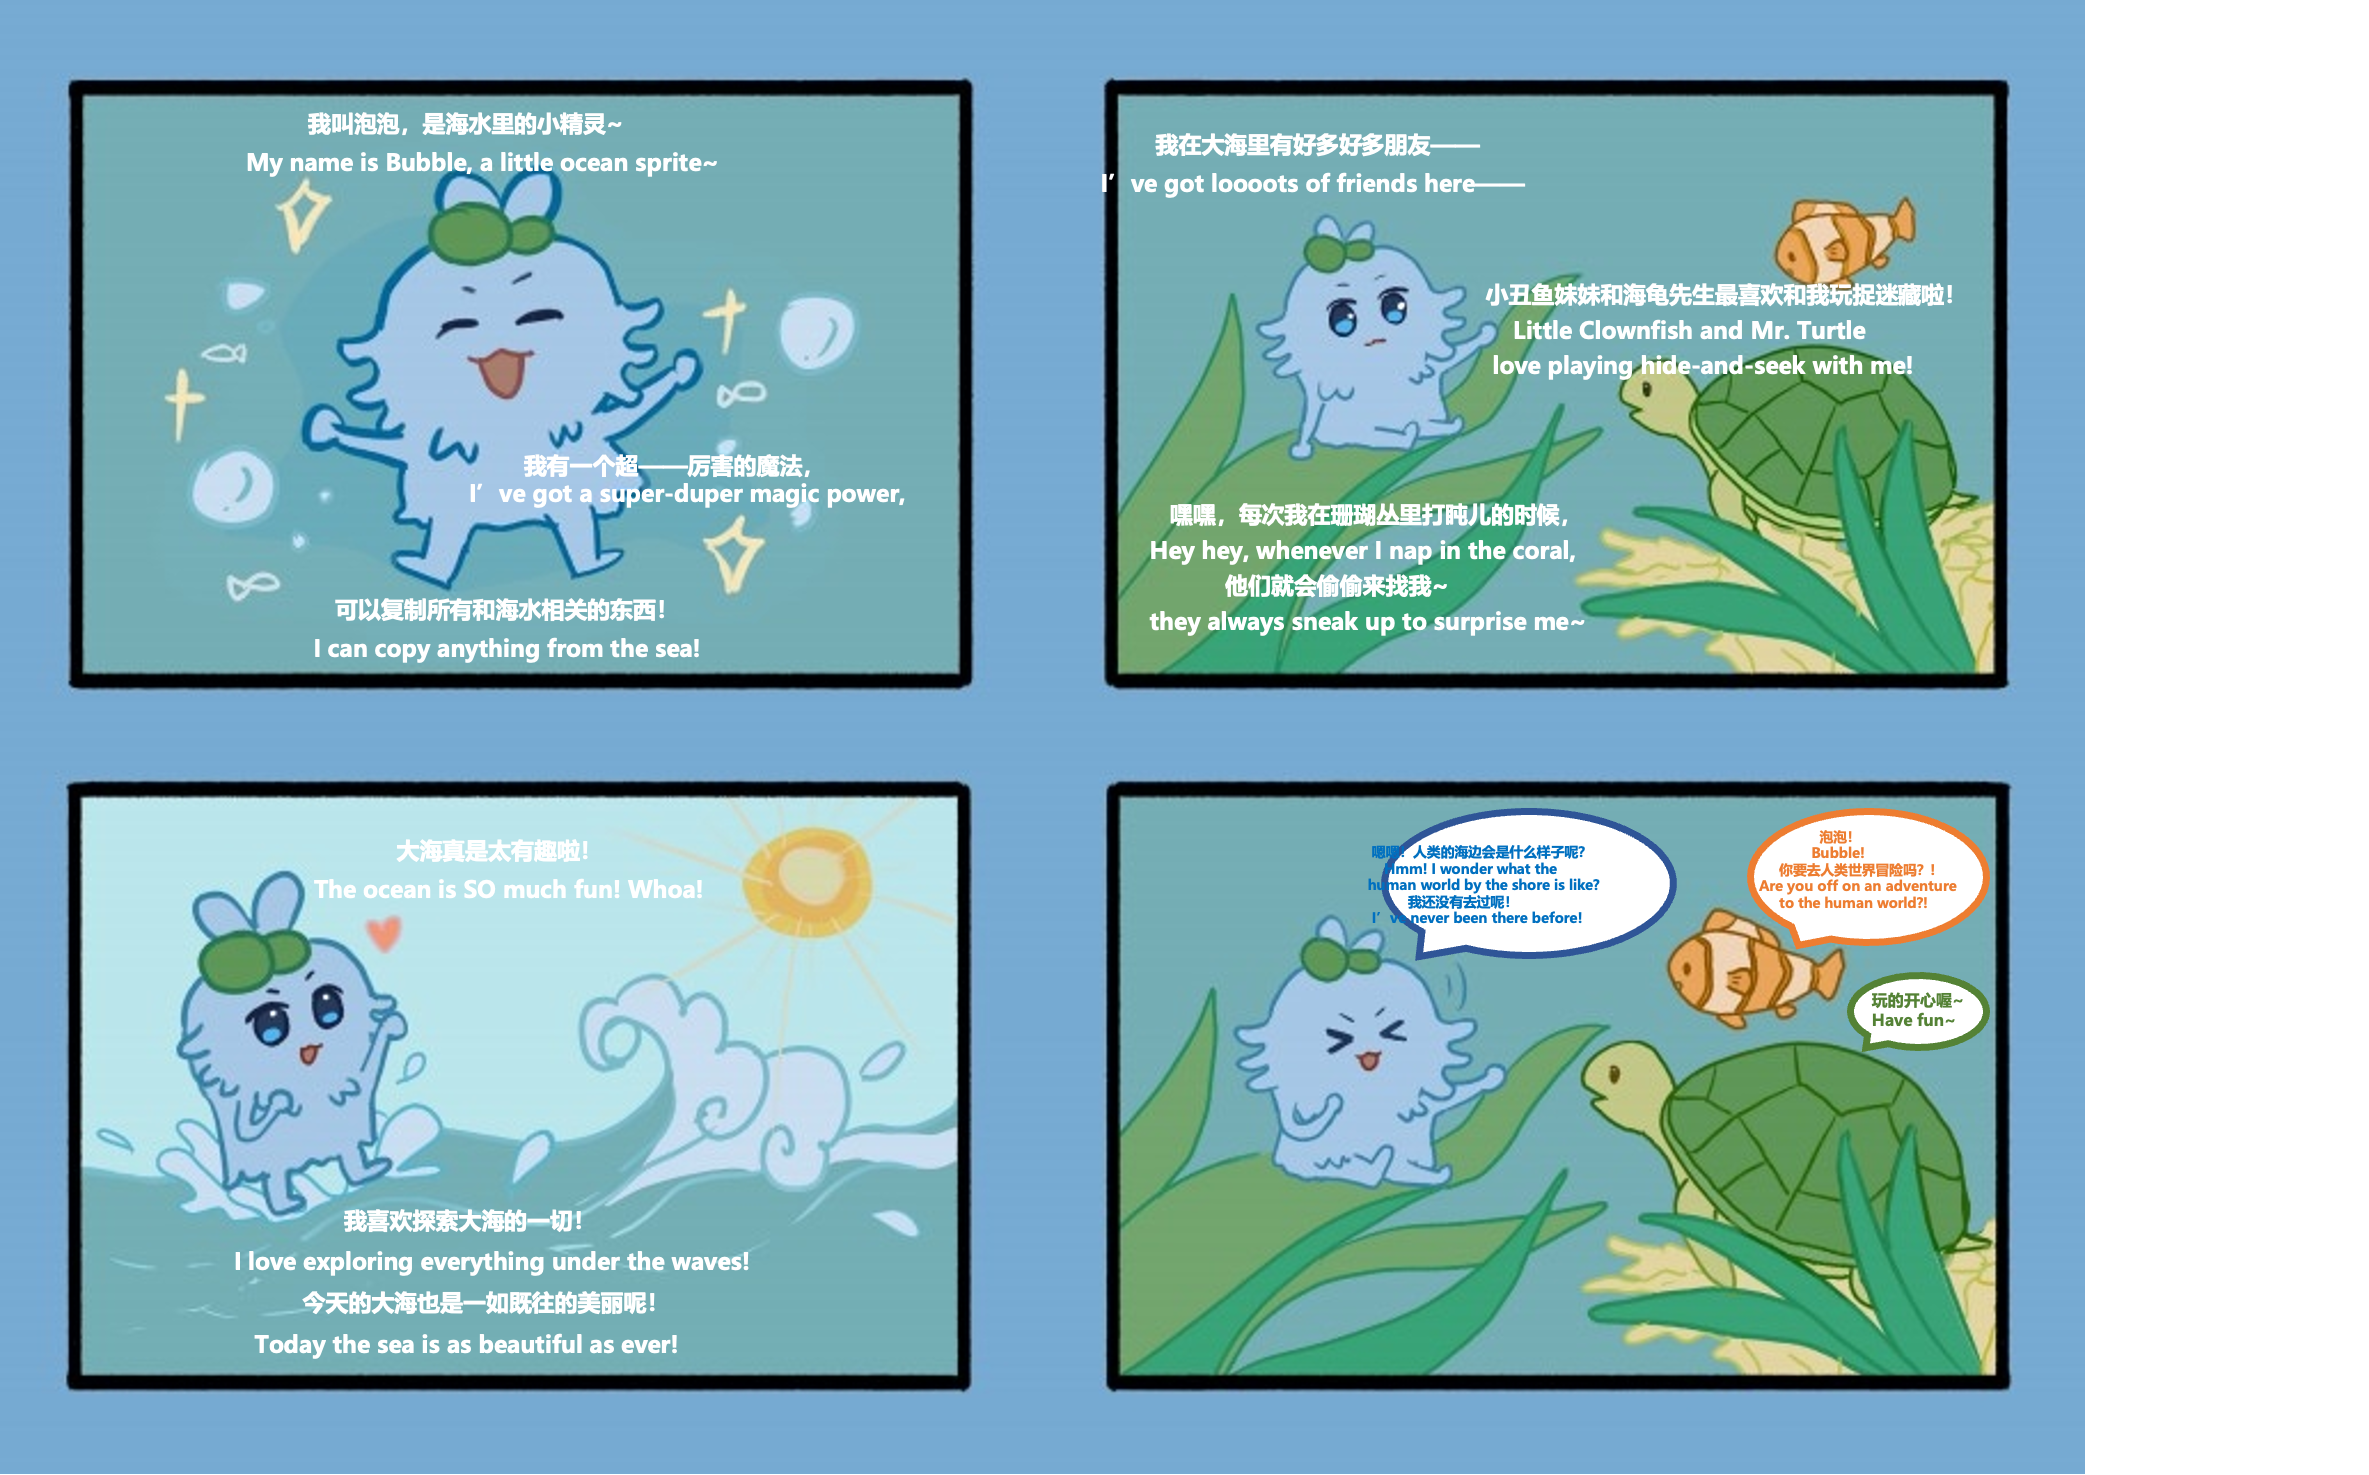 我叫泡泡，是海水里的小精灵~
My name is Bubble, a little ocean sprite~
我有一个超——厉害的魔法，
I’ve got a super-duper magic power,
可以复制所有和海水相关的东西！
I can copy anything from the sea!
我在大海里有好多好多朋友——
I’ve got loooots of friends here——
小丑鱼妹妹和海龟先生最喜欢和我玩捉迷藏啦！
Little Clownfish and Mr. Turtle
love playing hide-and-seek with me!
嘿嘿，每次我在珊瑚丛里打盹儿的时候，
Hey hey, whenever I nap in the coral,
他们就会偷偷来找我~
they always sneak up to surprise me~
大海真是太有趣啦！
The ocean is SO much fun! Whoa!
我喜欢探索大海的一切！
I love exploring everything under the waves!
今天的大海也是一如既往的美丽呢！
Today the sea is as beautiful as ever!
嗯嗯！人类的海边会是什么样子呢？
Hmm! I wonder what the
human world by the shore is like?
我还没有去过呢！
I’ve never been there before!
泡泡！
Bubble!
你要去人类世界冒险吗？！
Are you off on an adventure
to the human world?!
玩的开心喔~
Have fun~